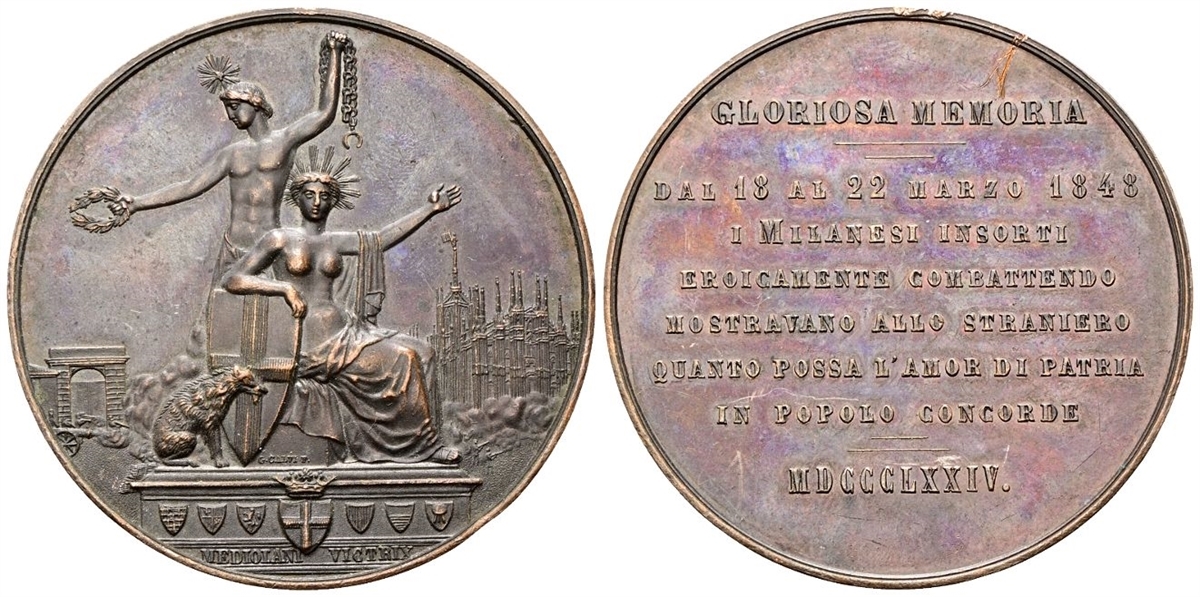 G. CALVI F.
MEDIOLANI VICTRIX
GLORIOSA MEMORIA
DAL 18 AL 22 MARZO 1848
I MILANESI INSORTI
EROICAMENTE COMBATTENDO
MOSTRAVANO ALLO STRANIERO
QUANTO POSSA L'AMOR DI PATRIA
IN POPOLO CONCORDE
MDCCCLXXIV.